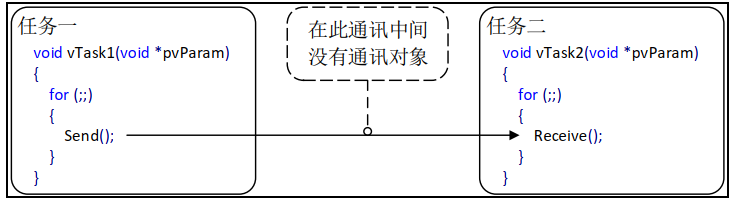 任务一
void vTask1(void *pvParam)
{
for (;;)
{
Send();
}
}
在此通讯中间
没有通讯对象
任务二
void vTask2(void *pvParam)
{
for (;;)
{
Receive();
}
}